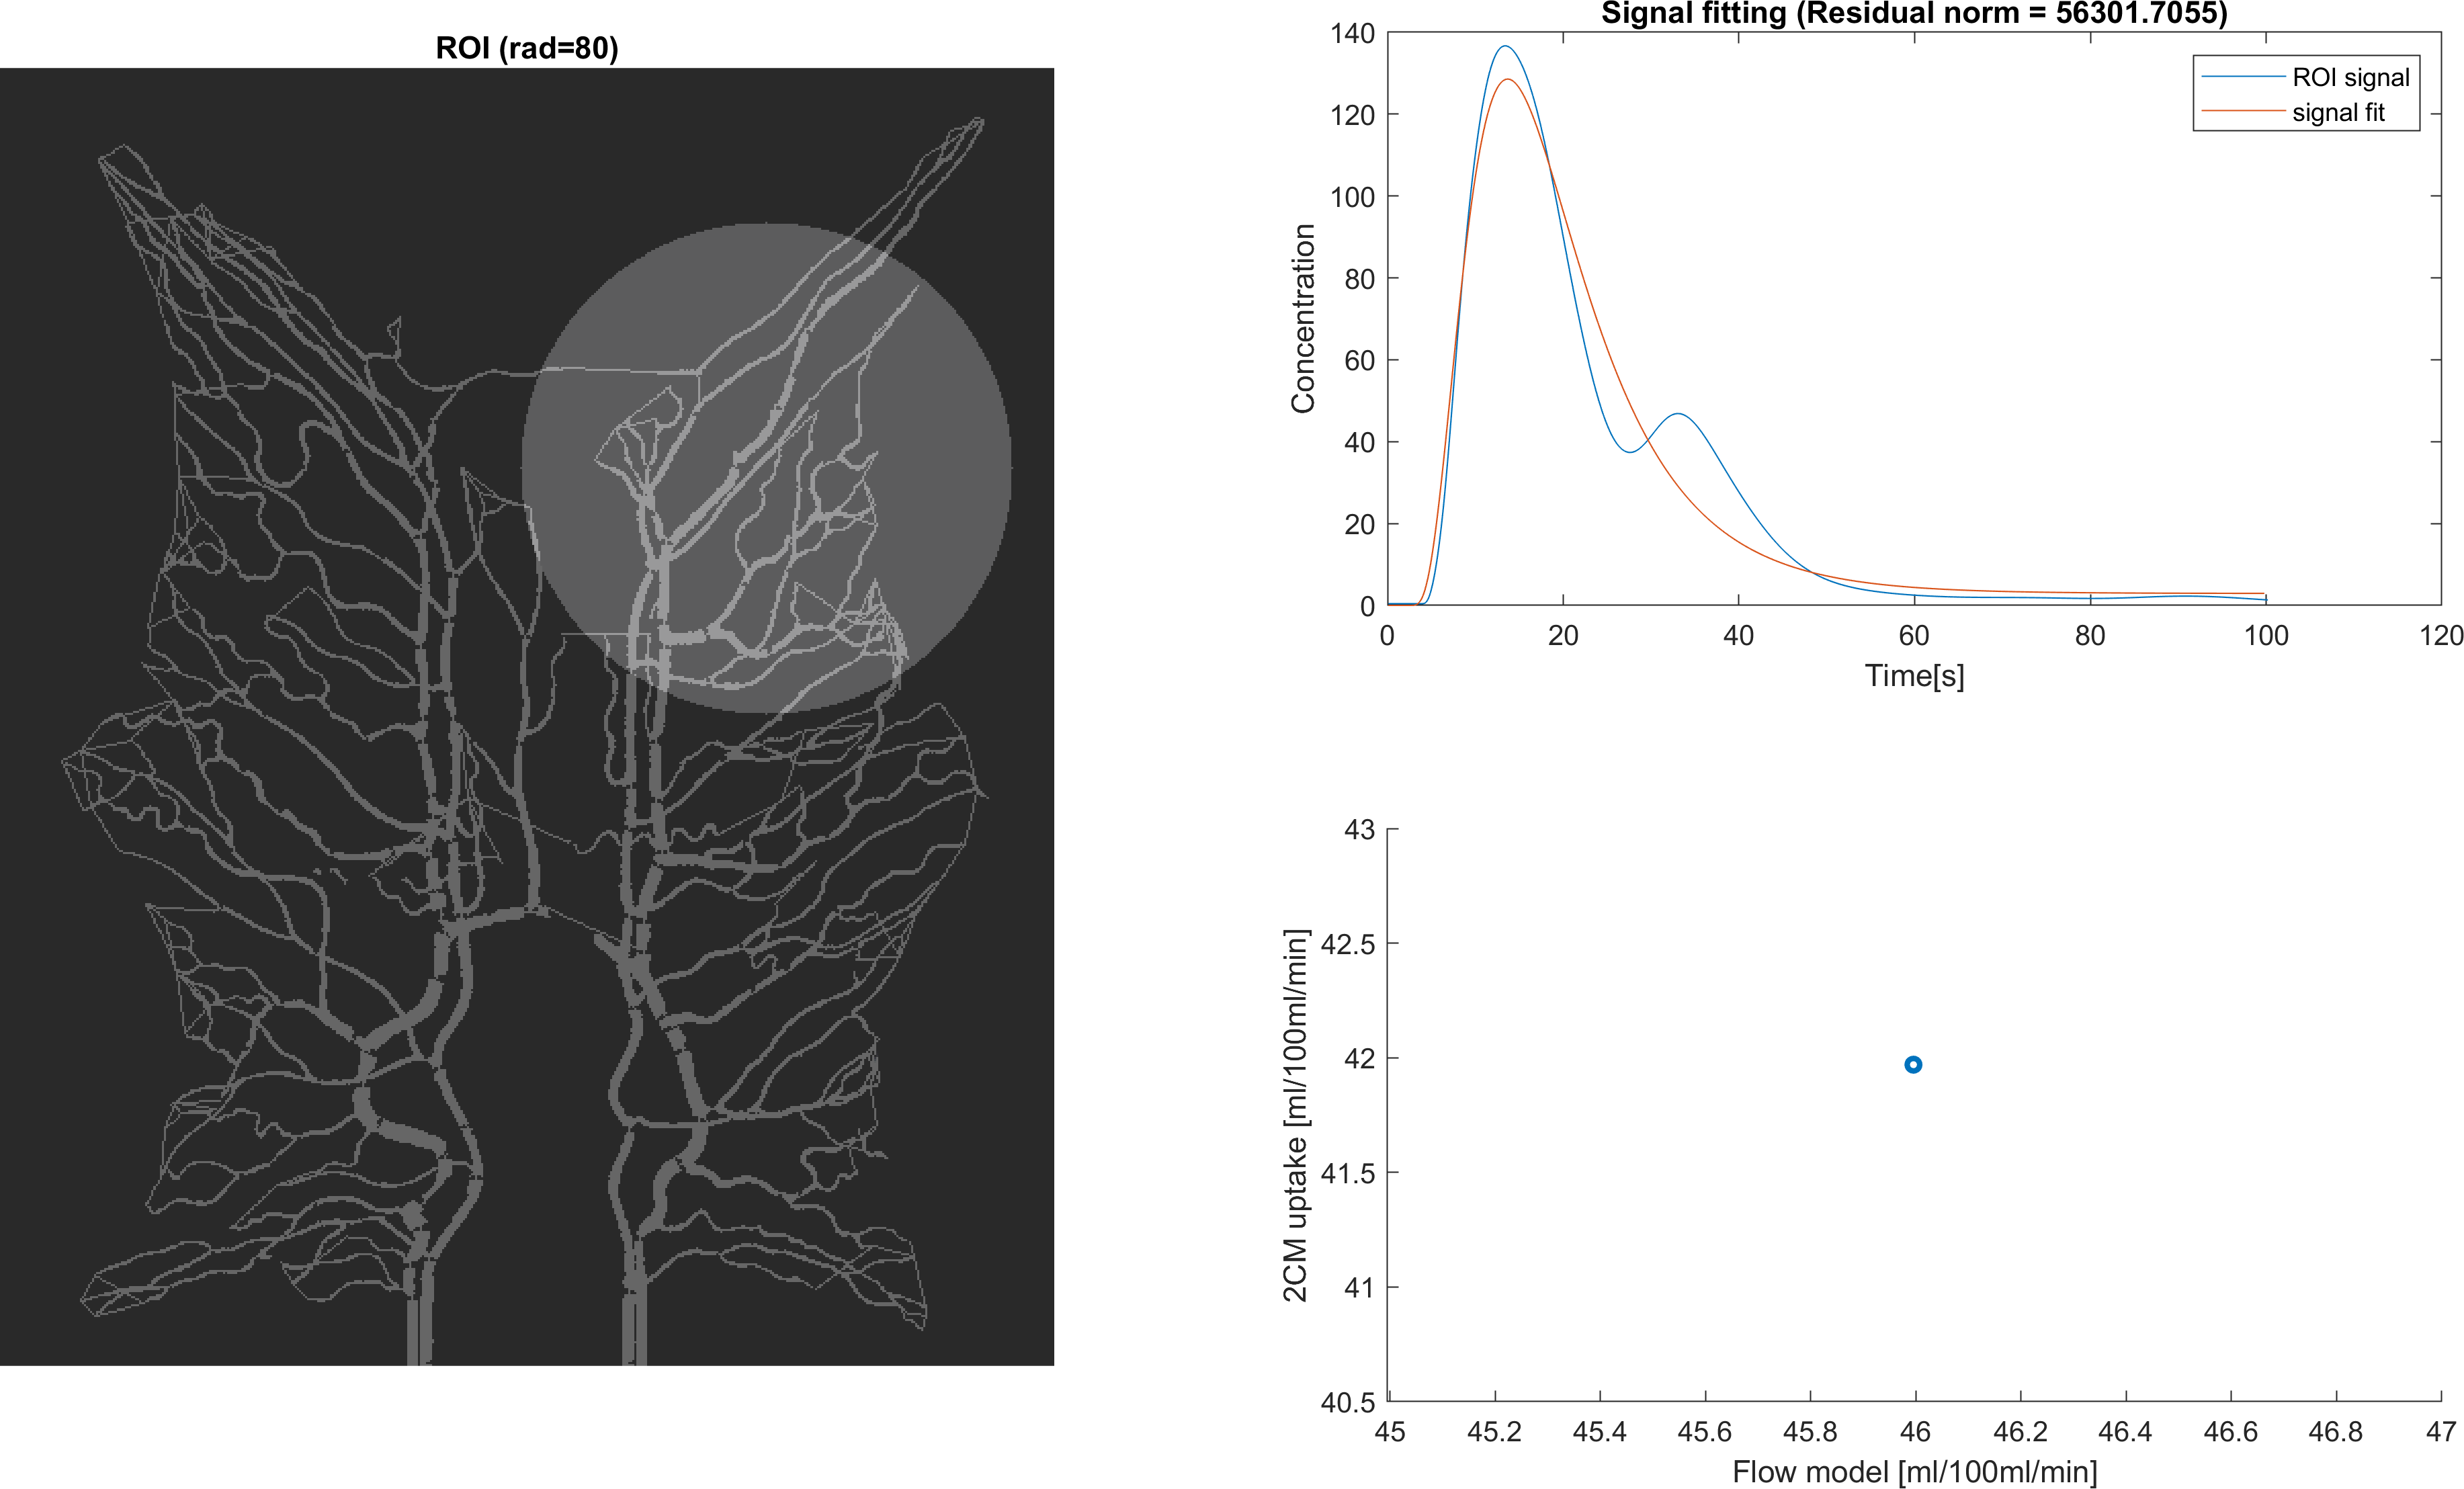 ROI (rad=80)
Signal fitting (Residual norm = 56301.7055)
140
120
100
80
60
40
20
0
Concentration
ROI signal
signal fit
0 20 40 60 80 100 120
Time[s]
43
42.5
42
41.5
41
40.5
2CM uptake [ml/100ml/min]
45 45.2 45.4 45.6 45.8 46 46.2 46.4 46.6 46.8 47
Flow model [ml/100ml/min]